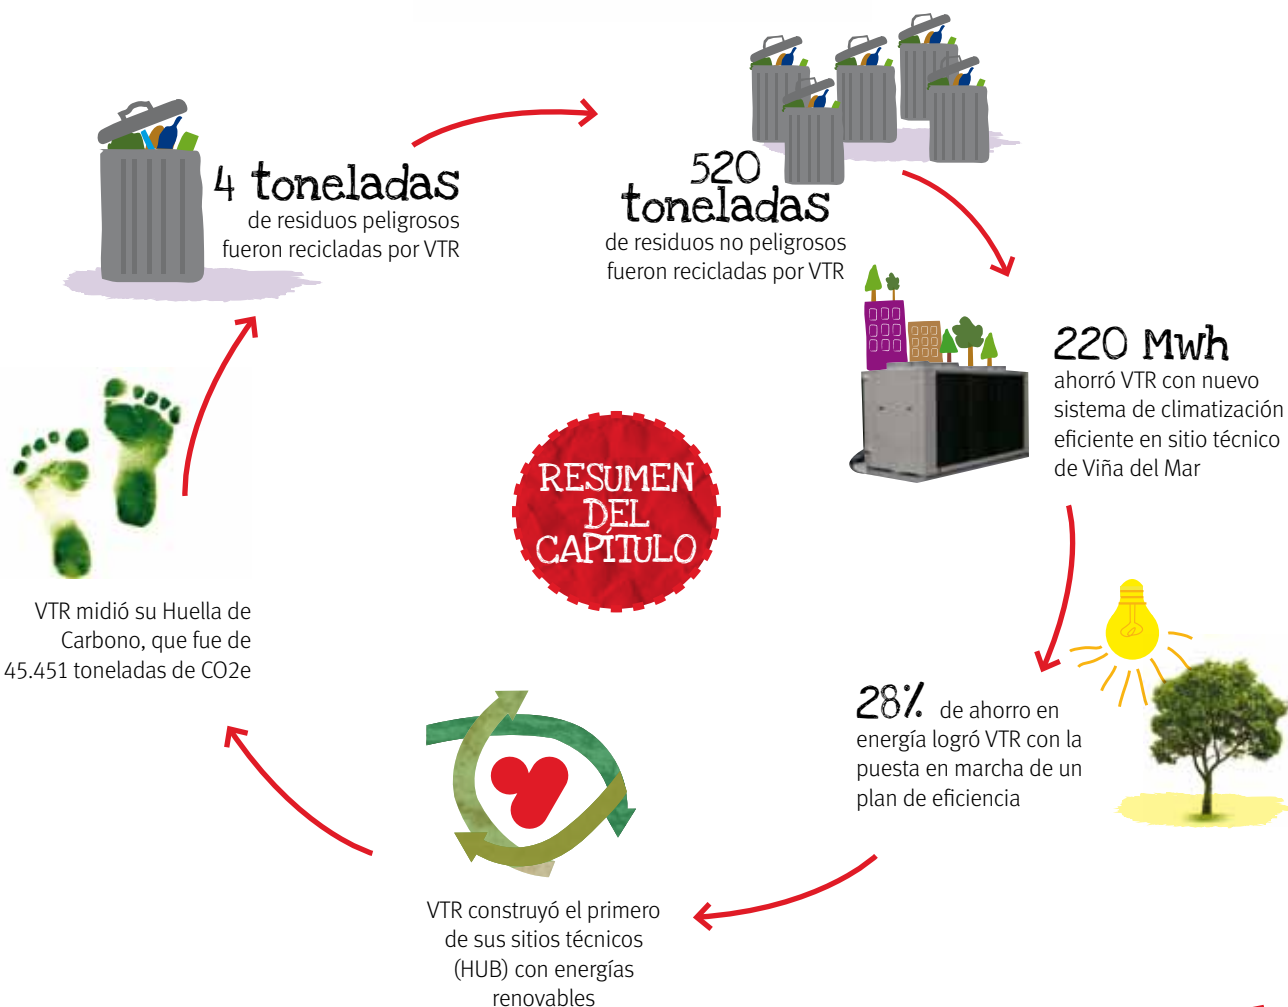 4 toneladas
de residuos peligrosos
fueron recicladas por VTR
520
toneladas
de residuos no peligrosos
fueron recicladas por VTR
220 Mwh
ahorró VTR con nuevo
sistema de climatización
eficiente en sitio técnico
de Viña del Mar
28% de ahorro en
energía logró VTR con la
puesta en marcha de un
plan de eficiencia
VTR construyó el primero
de sus sitios técnicos
(HUB) con energías
renovables
VTR midió su Huella de
Carbono, que fue de
45.451 toneladas de CO2e
RESUMEN
DEL
CAPÍTULO